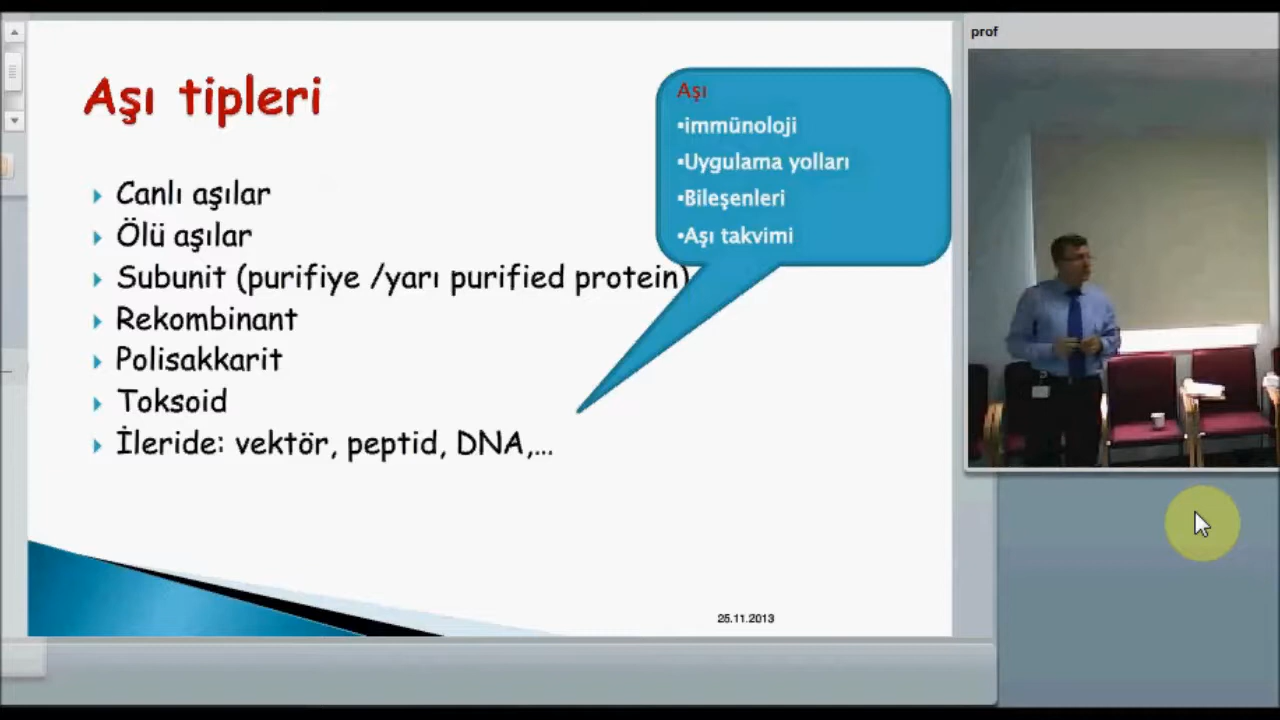 Aşı tipleri
Canlı aşılar
Ölü aşılar
Subunit (purifiye /yarı purified protein)
Rekombinant
Polisakkarit
Toksoid
İleride: vektör, peptid, DNA,...
Aşı
•immünoloji
•Uygulama yolları
•Bileşenleri
•Aşı takvimi
25.11.2013
prof